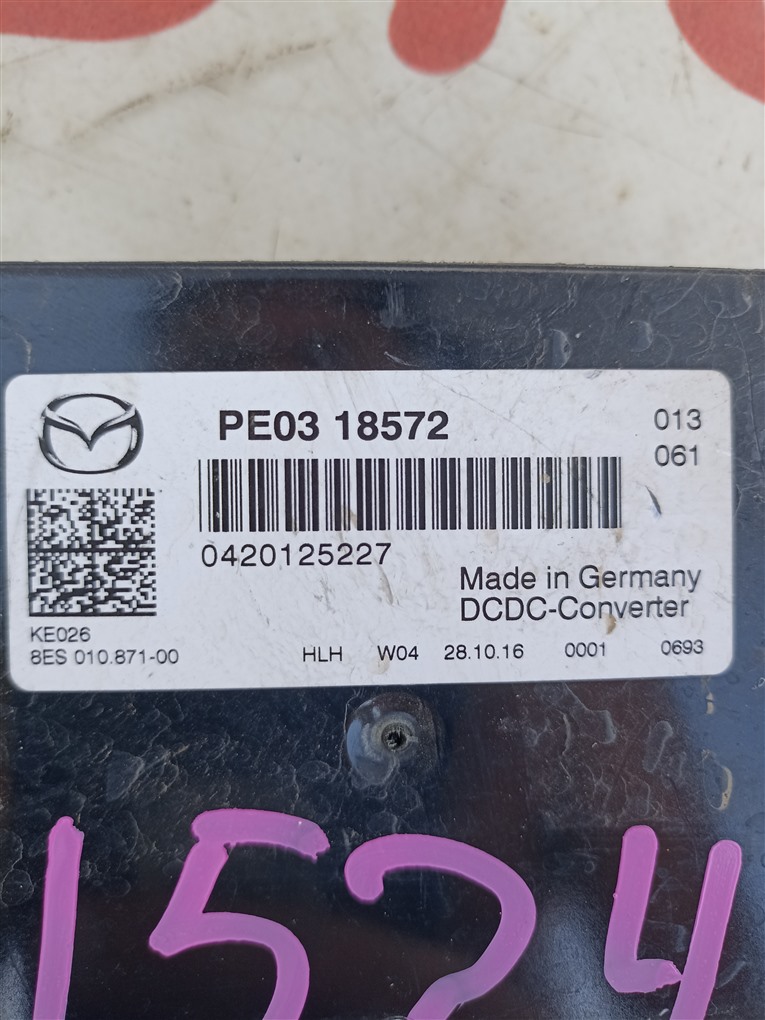 PE03 18572
013
061
0420125227
Made in Germany
DCDC-Converter
KE026
8ES 010.871-00
HLH W04 28.10.16 0001 0693
1524